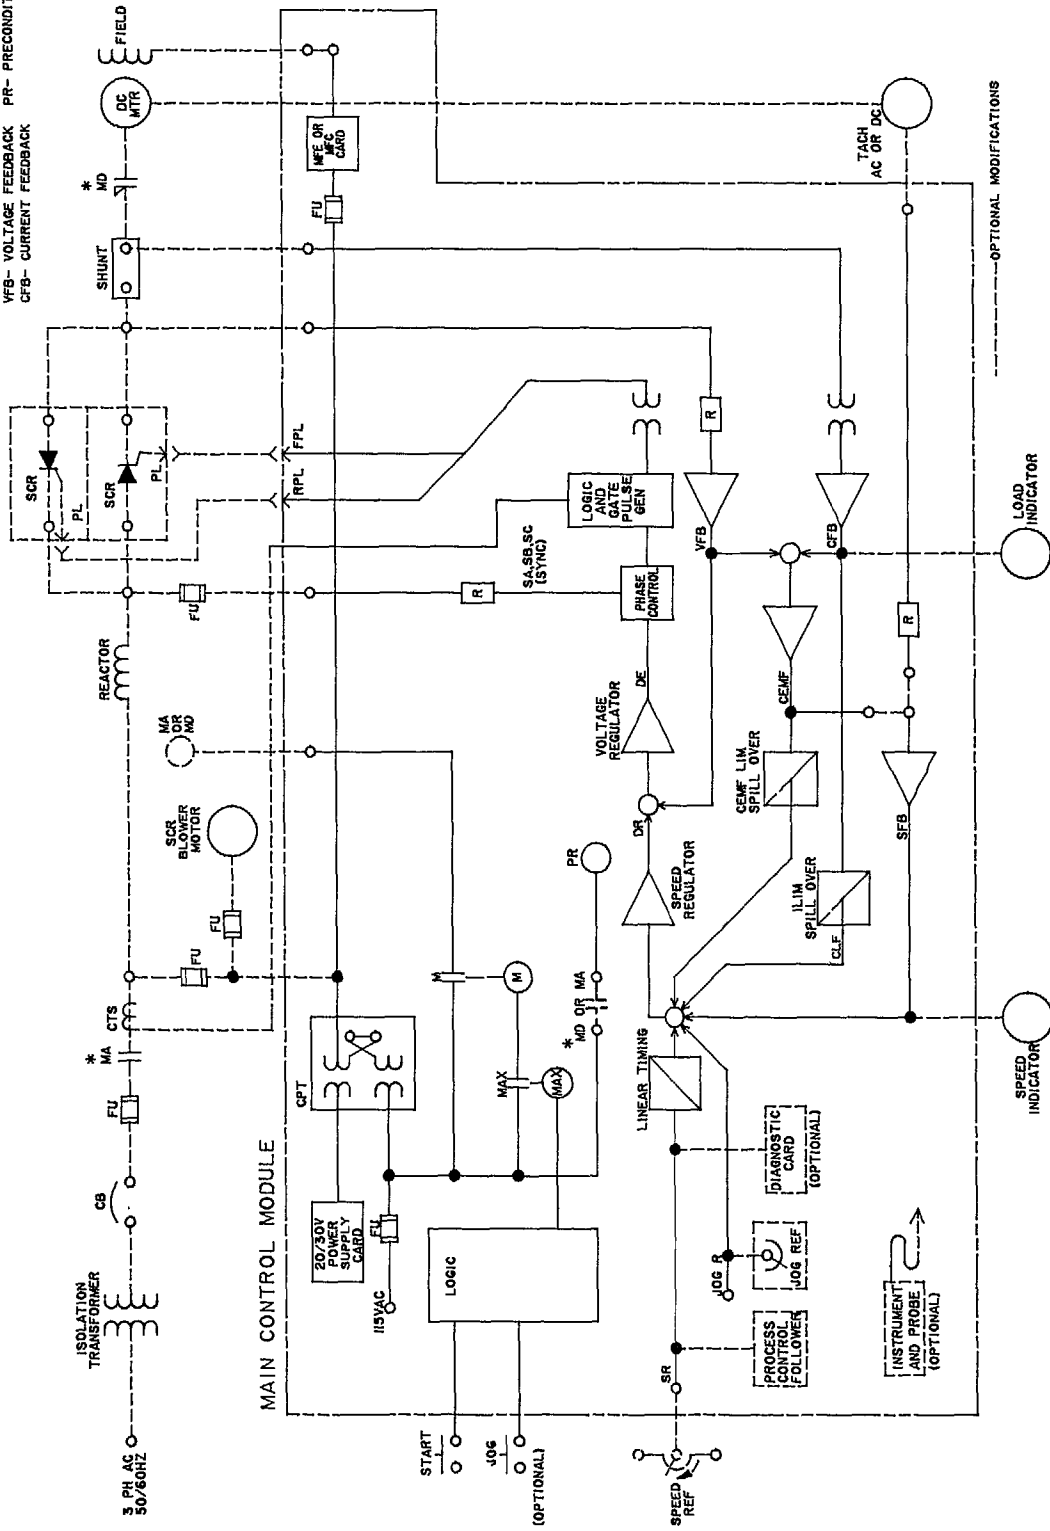 VFB- VOLTAGE FEEDBACK PR- PRECONDIT
CFB- CURRENT FEEDBACK
3 PH AC
50/60HZ
ISOLATION
TRANSFORMER
CB
FU
*
MA
CTS
FU
FU
SCR
BLOWER
MOTOR
MA
OR
MD
REACTOR
FU
SCR
PL
SCR
PL
SHUNT
*
MD
DC
MTR
FIELD
MAIN CONTROL MODULE
CPT
20/30V
POWER
SUPPLY
CARD
FU
115VAC
RPL
FPL
FU
MFE OR
MFC
CARD
START
JOG
(OPTIONAL)
LOGIC
MAX
MAX
M
M
*
MD OR MA
PR
R
SA,SB,SC
(SYNC)
LOGIC
AND
GATE
PULSE
GEN
PHASE
CONTROL
DE
VOLTAGE
REGULATOR
DR
SPEED
REGULATOR
LINEAR TIMING
SPEED
REF
SR
PROCESS
CONTROL
FOLLOWER
JOG R
JOG REF
DIAGNOSTIC
CARD
(OPTIONAL)
R
VFB
CFB
CEMF
CEMF LIM
SPILL OVER
ILIM
SPILL OVER
CLF
R
SFB
TACH
AC OR DC
INSTRUMENT
AND PROBE
(OPTIONAL)
SPEED
INDICATOR
LOAD
INDICATOR
OPTIONAL MODIFICATIONS